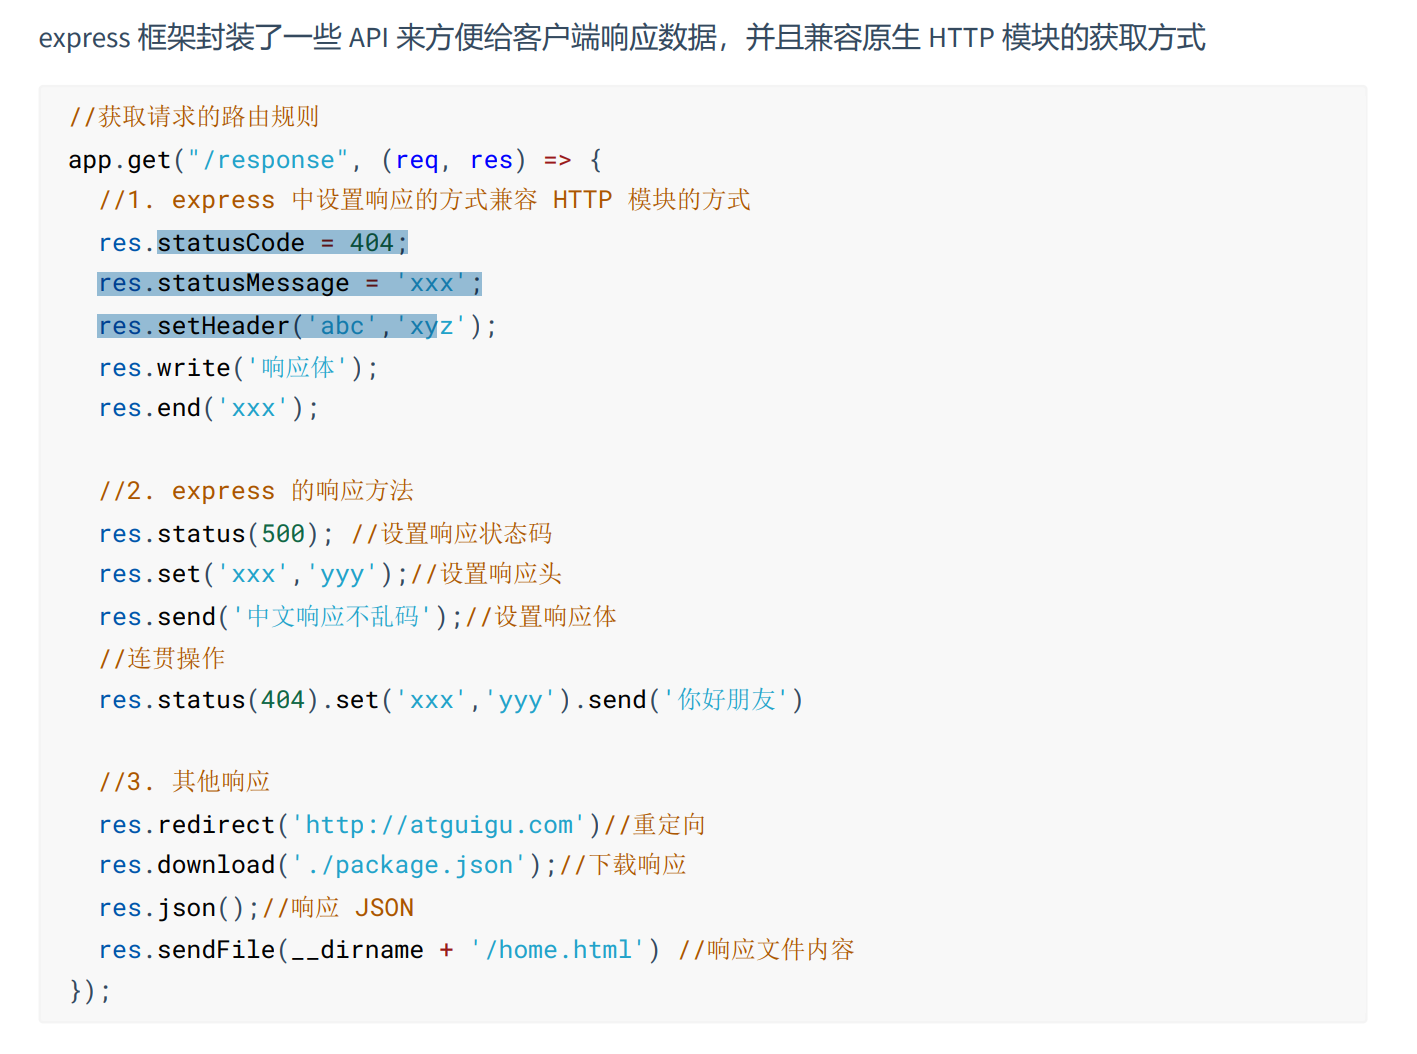 express 框架封装了一些 API 来方便给客户端响应数据，并且兼容原生 HTTP 模块的获取方式
//获取请求的路由规则
app.get("/response", (req, res) => {
  //1. express 中设置响应的方式兼容 HTTP 模块的方式
  res.statusCode = 404;
  res.statusMessage = 'xxx';
  res.setHeader('abc','xyz');
  res.write('响应体');
  res.end('xxx');
  //2. express 的响应方法
  res.status(500); //设置响应状态码
  res.set('xxx','yyy');//设置响应头
  res.send('中文响应不乱码');//设置响应体
  //连贯操作
  res.status(404).set('xxx','yyy').send('你好朋友')
  //3. 其他响应
  res.redirect('http://atguigu.com')//重定向
  res.download('./package.json');//下载响应
  res.json();//响应 JSON
  res.sendFile(__dirname + '/home.html') //响应文件内容
});